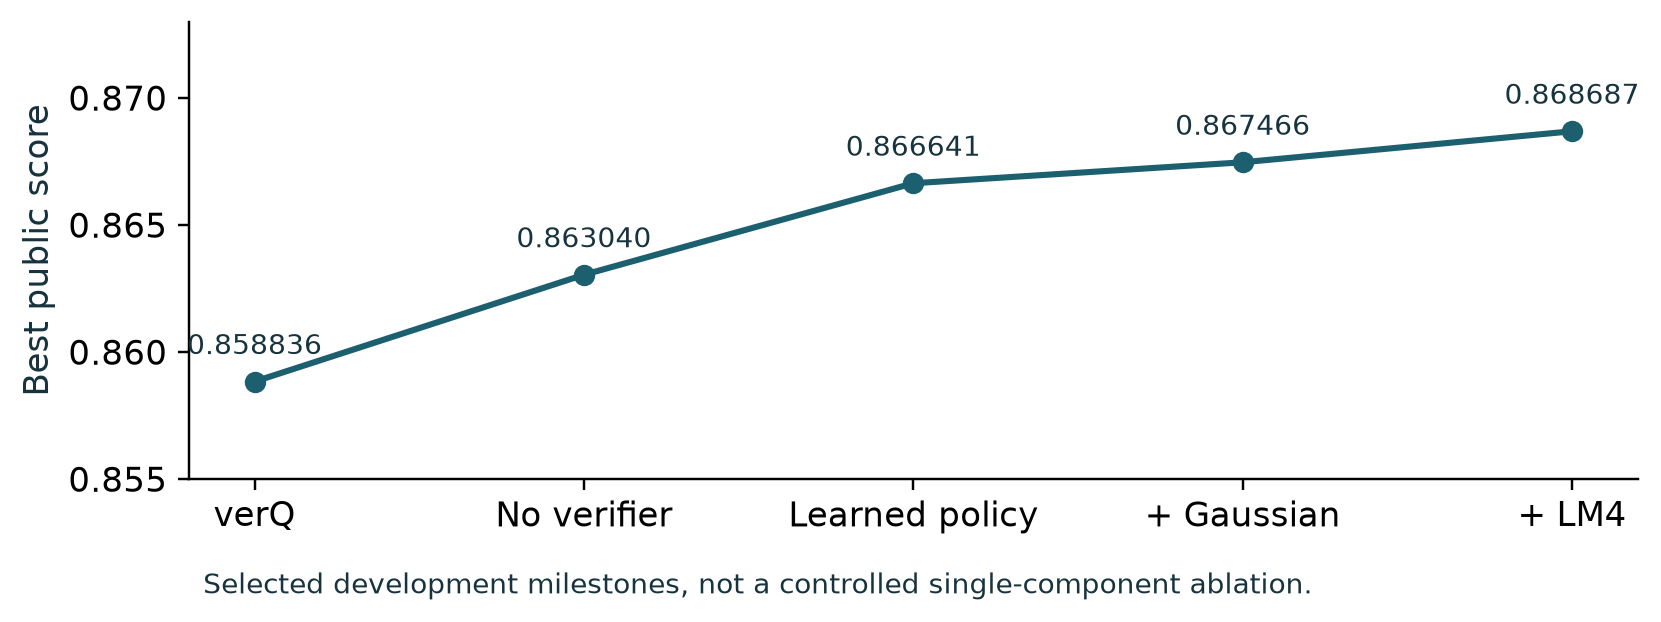 0.870
0.865
0.860
0.855
Best public score
0.858836
0.863040
0.866641
0.867466
0.868687
verQ
No verifier
Learned policy
+ Gaussian
+ LM4
Selected development milestones, not a controlled single-component ablation.